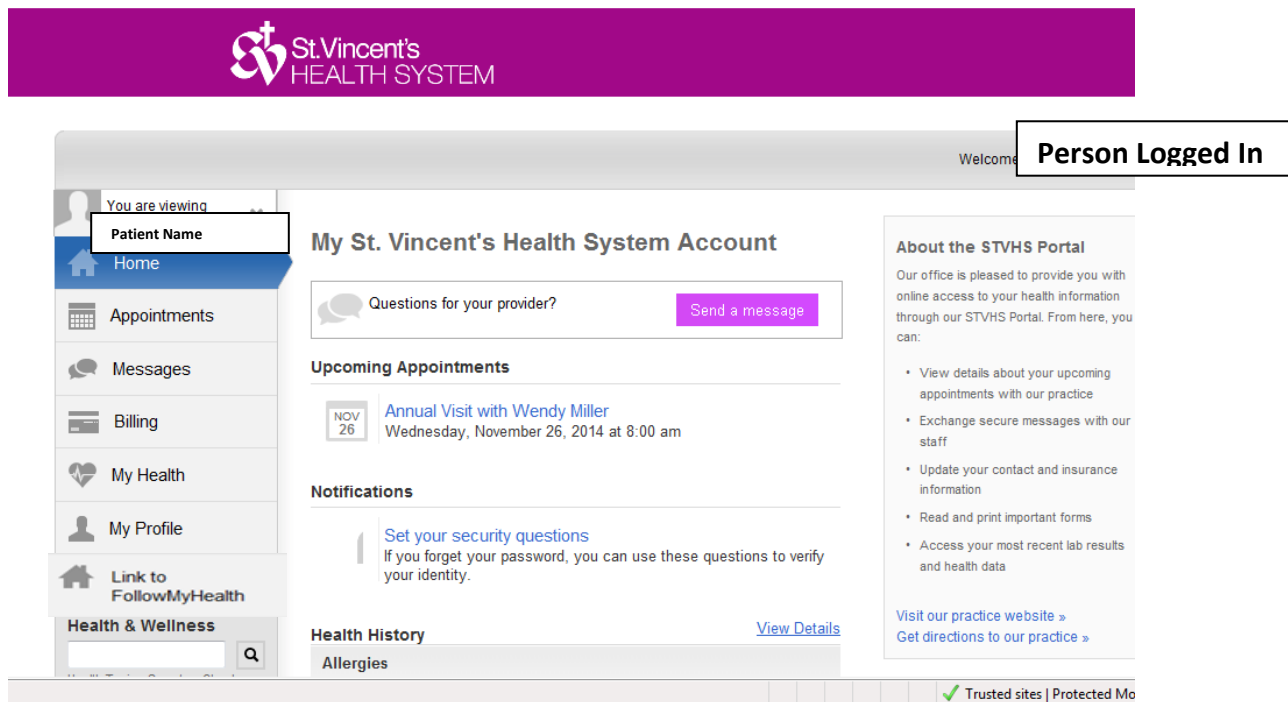 St.Vincent's
HEALTH SYSTEM
Welcome
Person Logged In
You are viewing
Patient Name
Home
Appointments
Messages
Billing
My Health
My Profile
Link to
FollowMyHealth
Health & Wellness
My St. Vincent's Health System Account
Questions for your provider?
Send a message
Upcoming Appointments
NOV
26
Annual Visit with Wendy Miller
Wednesday, November 26, 2014 at 8:00 am
Notifications
Set your security questions
If you forget your password, you can use these questions to verify
your identity.
Health History
View Details
Allergies
About the STVHS Portal
Our office is pleased to provide you with
online access to your health information
through our STVHS Portal. From here, you
can:
• View details about your upcoming
appointments with our practice
• Exchange secure messages with our
staff
• Update your contact and insurance
information
• Read and print important forms
• Access your most recent lab results
and health data
Visit our practice website »
Get directions to our practice »
Trusted sites | Protected Mo